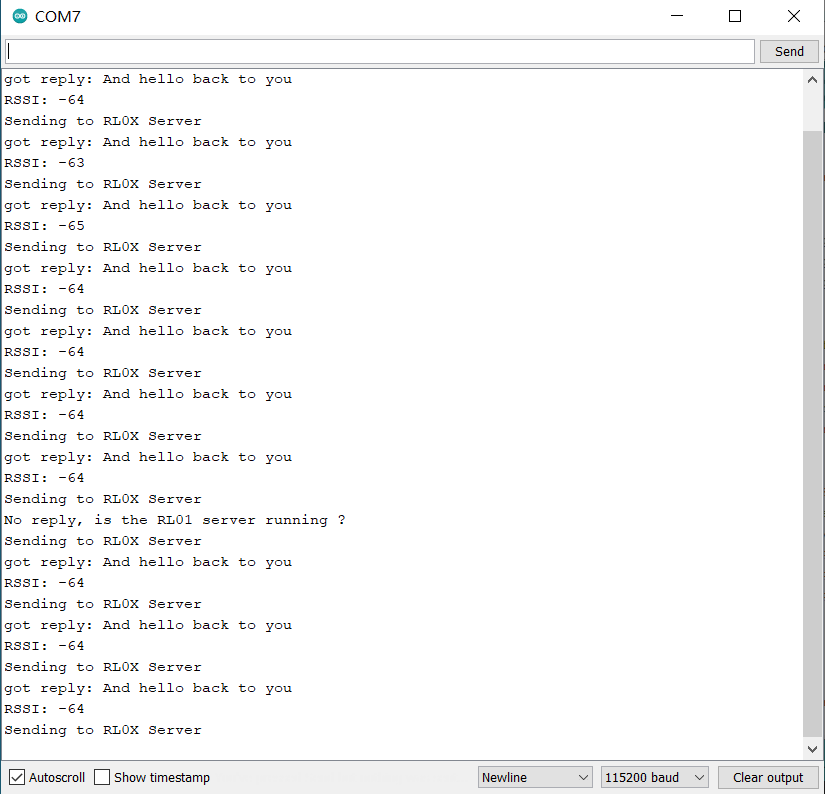 COM7
Send
got reply: And hello back to you
RSSI: -64
Sending to RL0X Server
got reply: And hello back to you
RSSI: -63
Sending to RL0X Server
got reply: And hello back to you
RSSI: -65
Sending to RL0X Server
got reply: And hello back to you
RSSI: -64
Sending to RL0X Server
got reply: And hello back to you
RSSI: -64
Sending to RL0X Server
got reply: And hello back to you
RSSI: -64
Sending to RL0X Server
got reply: And hello back to you
RSSI: -64
Sending to RL0X Server
No reply, is the RL01 server running ?
Sending to RL0X Server
got reply: And hello back to you
RSSI: -64
Sending to RL0X Server
got reply: And hello back to you
RSSI: -64
Sending to RL0X Server
got reply: And hello back to you
RSSI: -64
Sending to RL0X Server
Autoscroll Show timestamp Newline 115200 baud Clear output